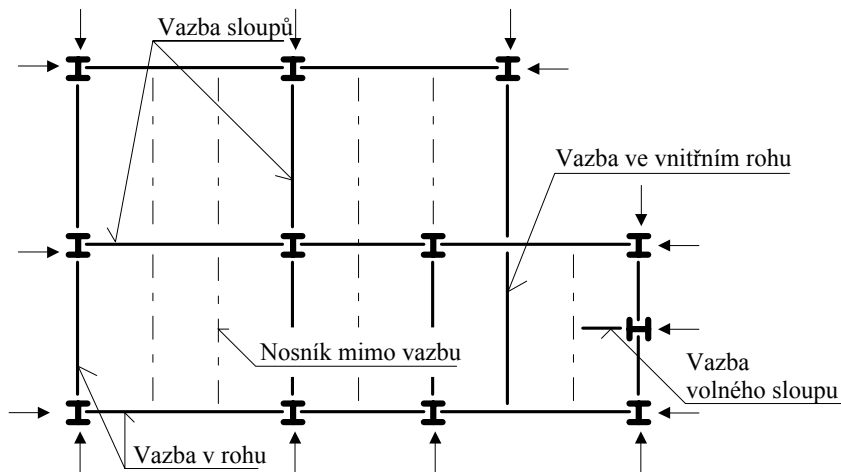 Vazba sloupů
Vazba ve vnitřním rohu
Nosník mimo vazbu
Vazba
volného sloupu
Vazba v rohu